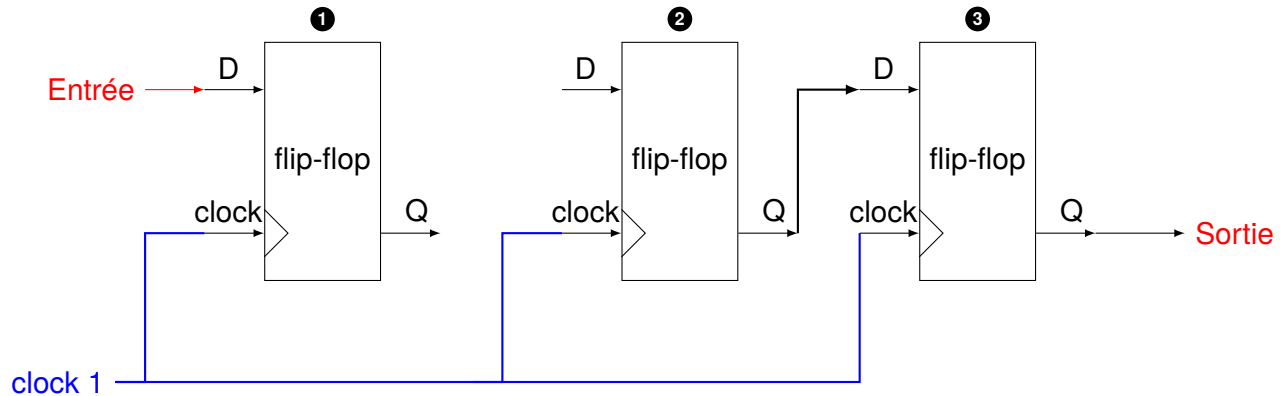 ❶ ❷ ❸
Entrée D D D
flip-flop flip-flop flip-flop
clock Q clock Q clock Q
Sortie
clock 1